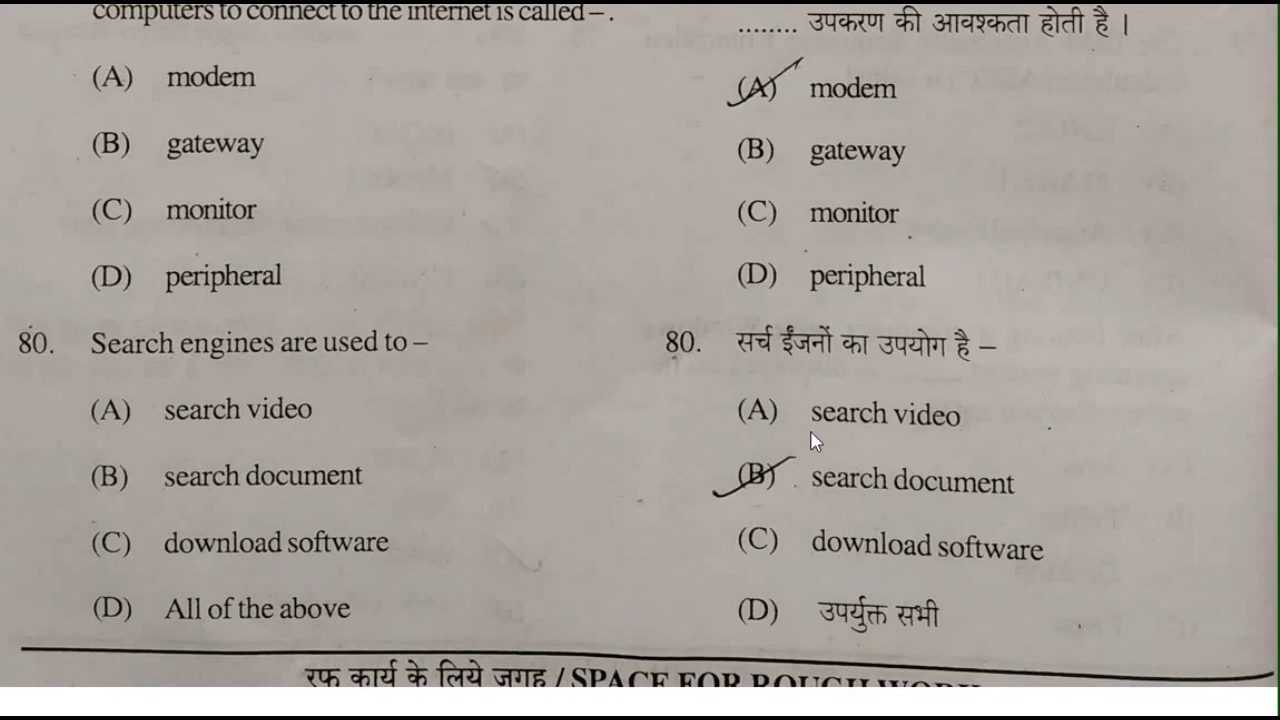 computers to connect to the internet is called – .
(A) modem
(B) gateway
(C) monitor
(D) peripheral
80. Search engines are used to –
(A) search video
(B) search document
(C) download software
(D) All of the above
........ उपकरण की आवश्कता होती है ।
(A) modem
(B) gateway
(C) monitor
(D) peripheral
80. सर्च ईंजनों का उपयोग है –
(A) search video
(B) search document
(C) download software
(D) उपर्युक्त सभी
रफ कार्य के लिये जगह / SPACE FOR ROUGH WORK